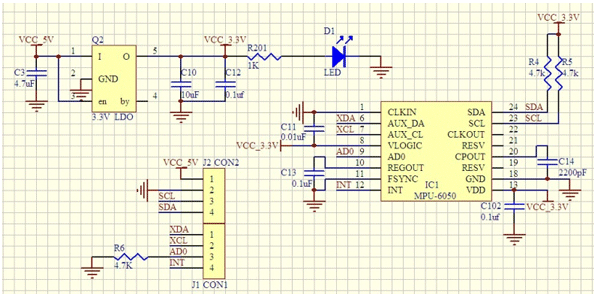 VCC_5V
Q2
1
I
O
5
VCC_3.3V
R201
1K
D1
LED
C3
4.7uF
2
GND
3
en
by
4
3.3V LDO
C10
10uF
C12
0.1uf
VCC_3.3V
R4
4.7k
R5
4.7k
1
CLKIN
SDA
24
SDA
XDA
6
AUX_DA
SCL
23
SCL
XCL
7
AUX_CL
CLKOUT
22
VCC_3.3V
8
VLOGIC
RESV
21
AD0
9
AD0
CPOUT
20
10
REGOUT
RESV
19
11
FSYNC
GND
18
INT
12
INT
VDD
13
C11
0.01uF
C13
0.1uF
C14
2200pF
IC1
MPU-6050
C102
0.1uf
VCC_3.3V
VCC_5V
J2 CON2
1
2
SCL
3
SDA
4
XDA
1
XCL
2
AD0
3
INT
4
R6
4.7K
J1 CON1